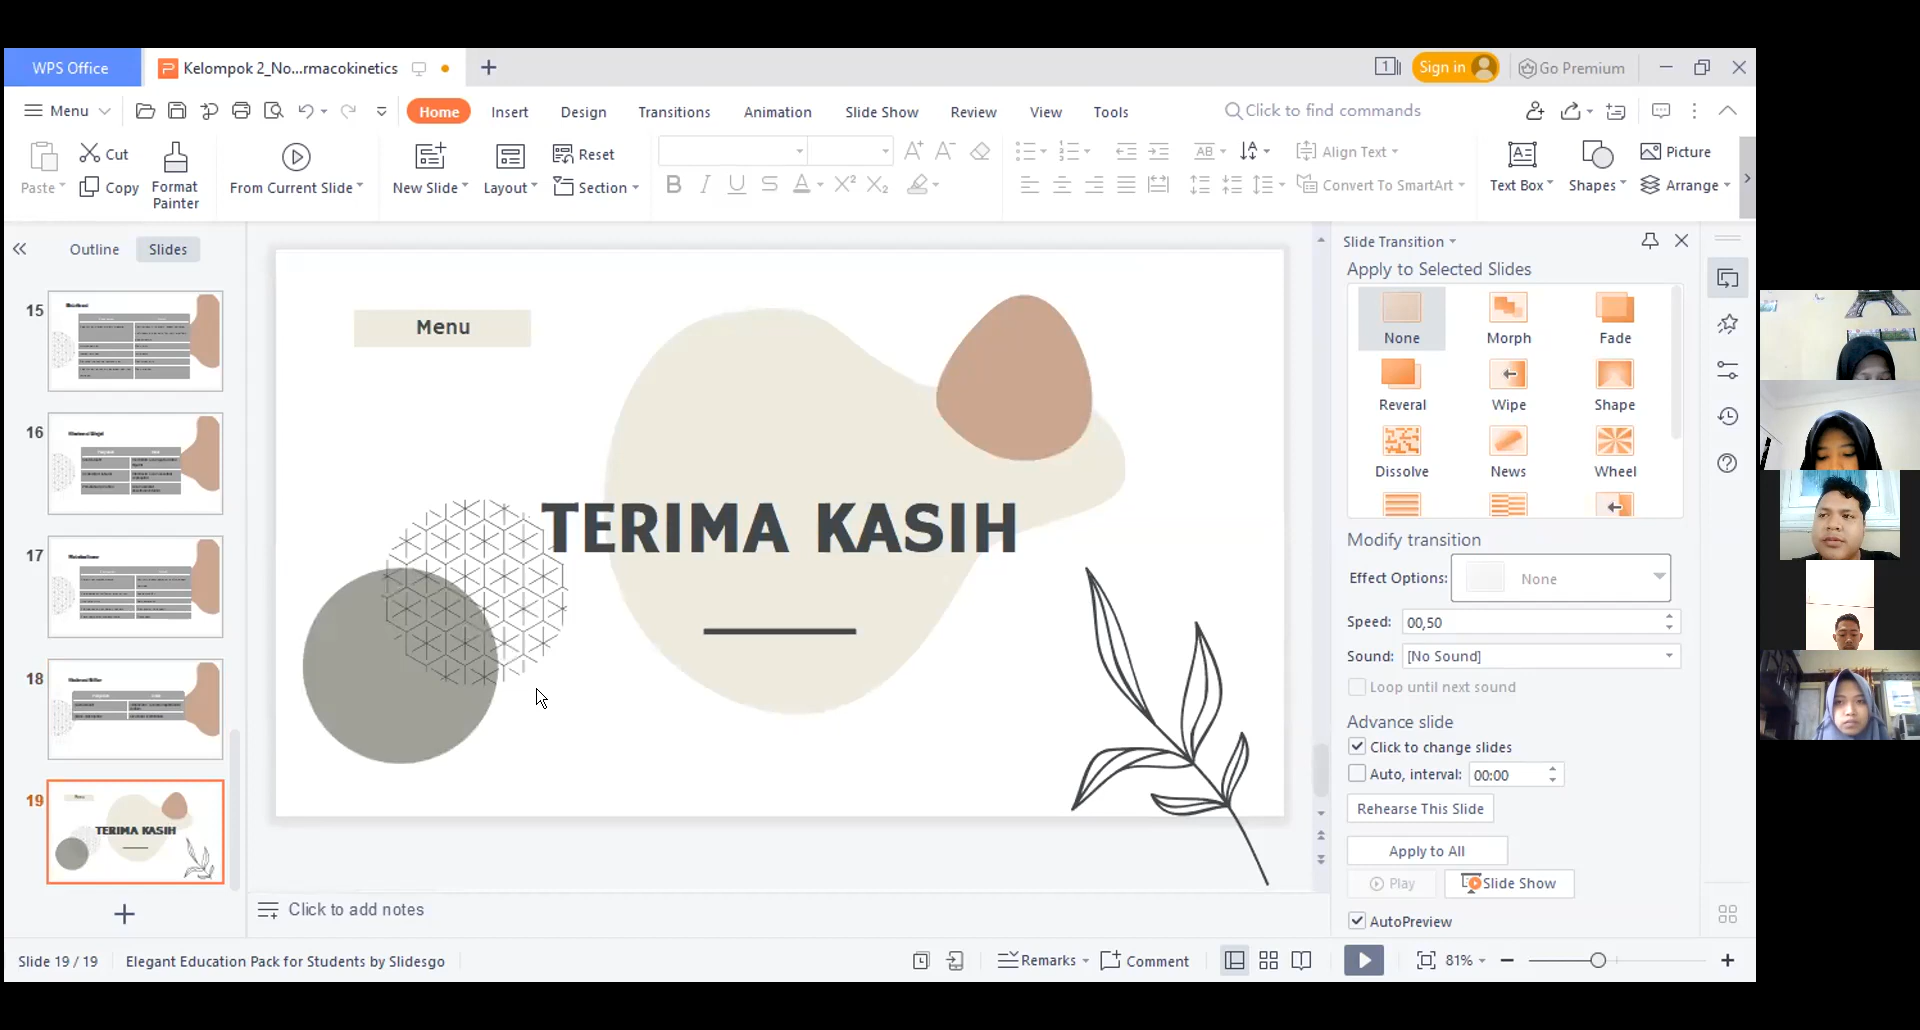 WPS Office
Kelompok 2_No...rmacokinetics
1
Sign in
Go Premium
Menu
Home
Insert
Design
Transitions
Animation
Slide Show
Review
View
Tools
Click to find commands
Paste
Cut
Copy
Format
Painter
From Current Slide
New Slide
Layout
Reset
Section
Align Text
Convert To SmartArt
Text Box
Shapes
Picture
Arrange
Outline
Slides
15
16
17
18
19
Menu
TERIMA KASIH
Menu
TERIMA KASIH
Click to add notes
Slide Transition
Apply to Selected Slides
None
Morph
Fade
Reveral
Wipe
Shape
Dissolve
News
Wheel
Modify transition
Effect Options:
None
Speed:
00,50
Sound:
[No Sound]
Loop until next sound
Advance slide
Click to change slides
Auto, interval:
00:00
Rehearse This Slide
Apply to All
Play
Slide Show
AutoPreview
Slide 19 / 19
Elegant Education Pack for Students by Slidesgo
Remarks
Comment
81%